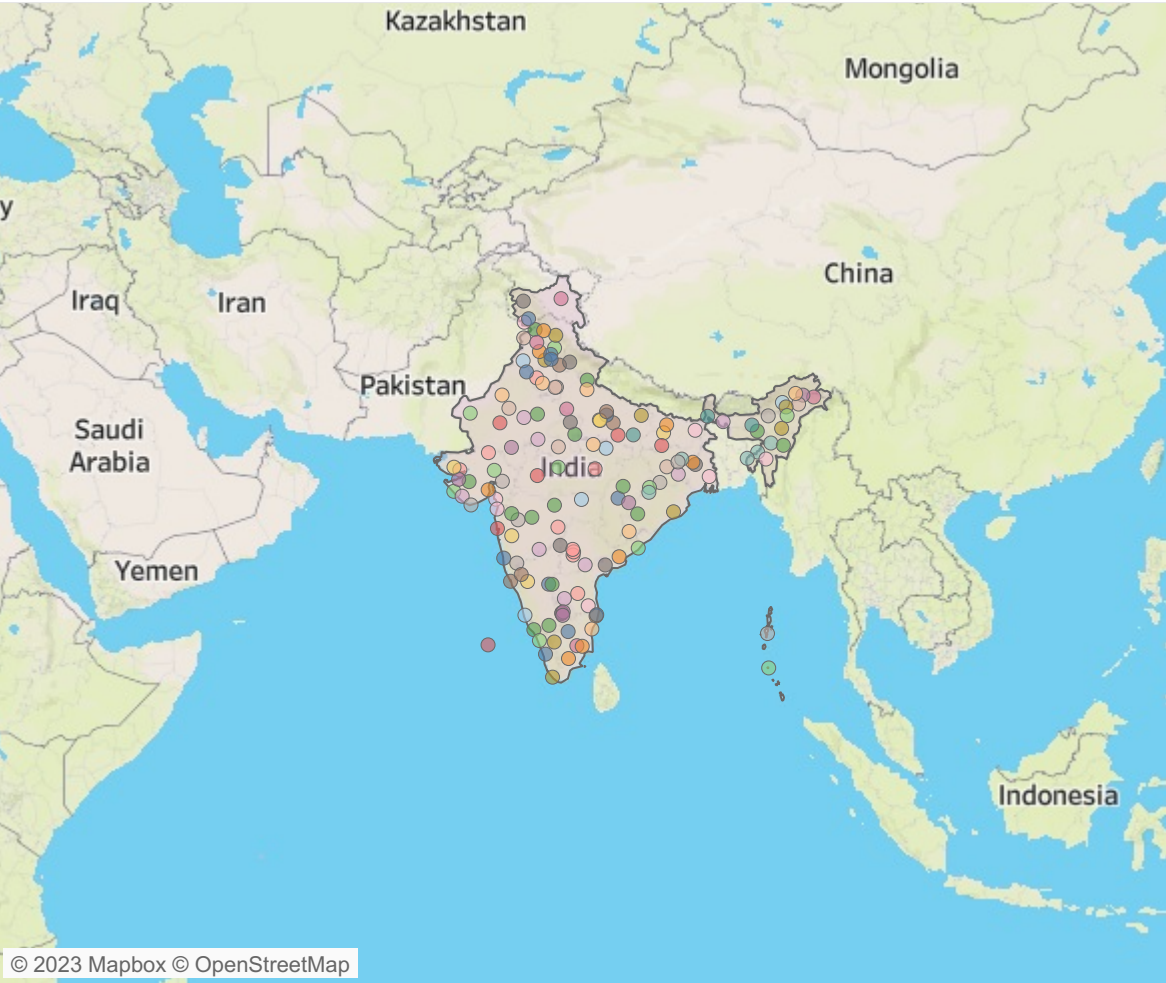 Kazakhstan
Mongolia
y
China
Iraq
Iran
Pakistan
Saudi
Arabia
India
Yemen
Indonesia
© 2023 Mapbox © OpenStreetMap